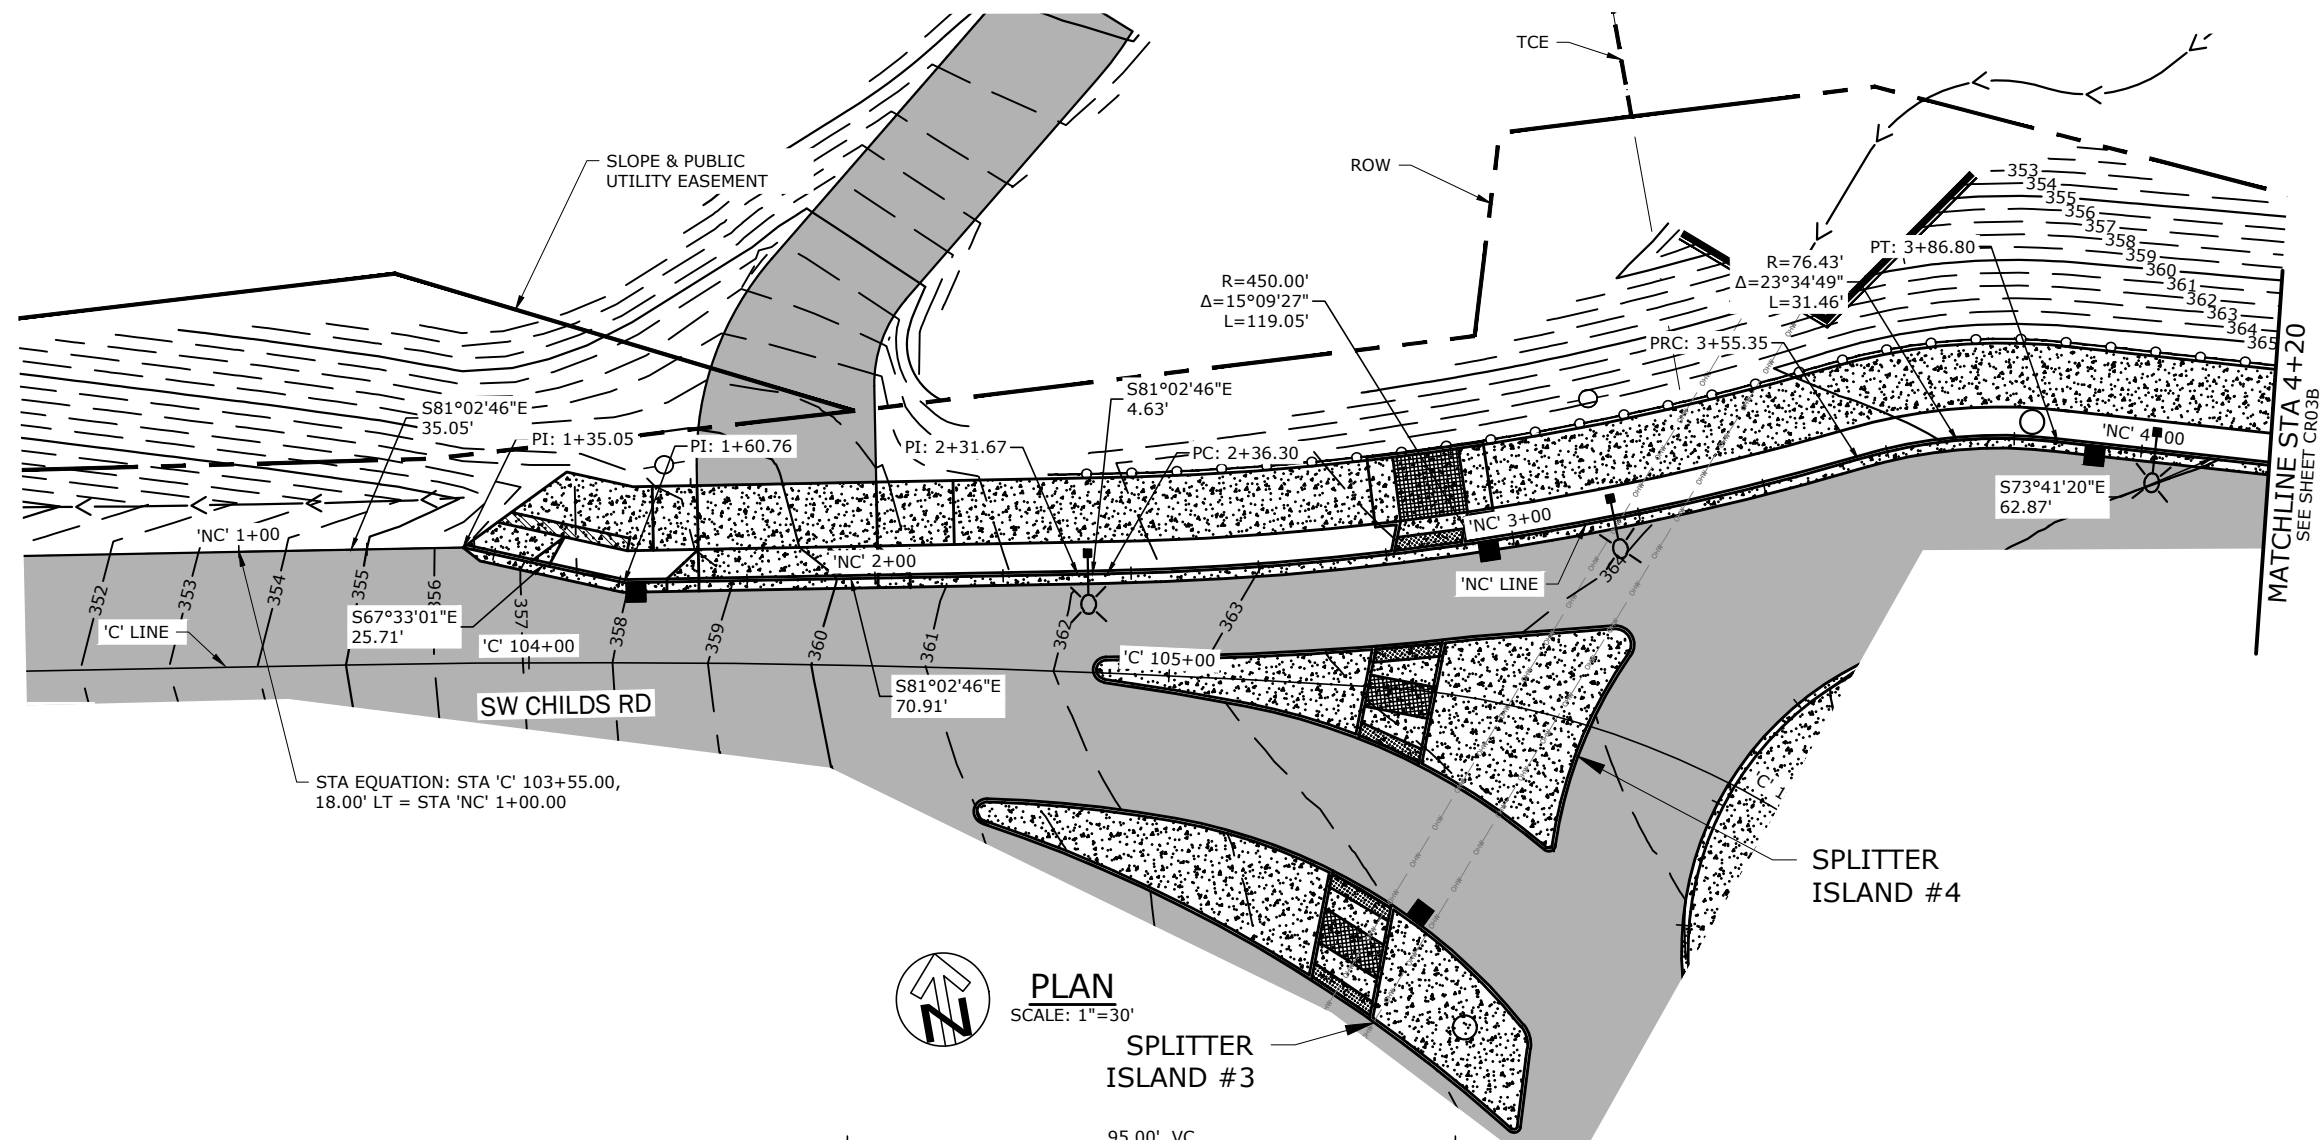 TCE
ROW
SLOPE & PUBLIC
UTILITY EASEMENT
353
354
355
356
357
358
359
360
361
362
363
364
365
R=76.43'
Δ=23°34'49"
L=31.46'
PT: 3+86.80
R=450.00'
Δ=15°09'27"
L=119.05'
PRC: 3+55.35
MATCHLINE STA 4+20
SEE SHEET CR03B
S81°02'46"E
35.05'
PI: 1+35.05
PI: 1+60.76
PI: 2+31.67
S81°02'46"E
4.63'
PC: 2+36.30
'NC' 4+00
S73°41'20"E
62.87'
'NC' 1+00
'NC' 2+00
'NC' 3+00
'NC' LINE
352
353
354
355
356
357
358
359
360
361
362
363
364
S67°33'01"E
25.71'
'C' LINE
'C' 104+00
'C' 105+00
SW CHILDS RD
S81°02'46"E
70.91'
STA EQUATION: STA 'C' 103+55.00,
18.00' LT = STA 'NC' 1+00.00
'C' 1
OHW
SPLITTER
ISLAND #4
N
PLAN
SCALE: 1"=30'
SPLITTER
ISLAND #3
95.00' VC